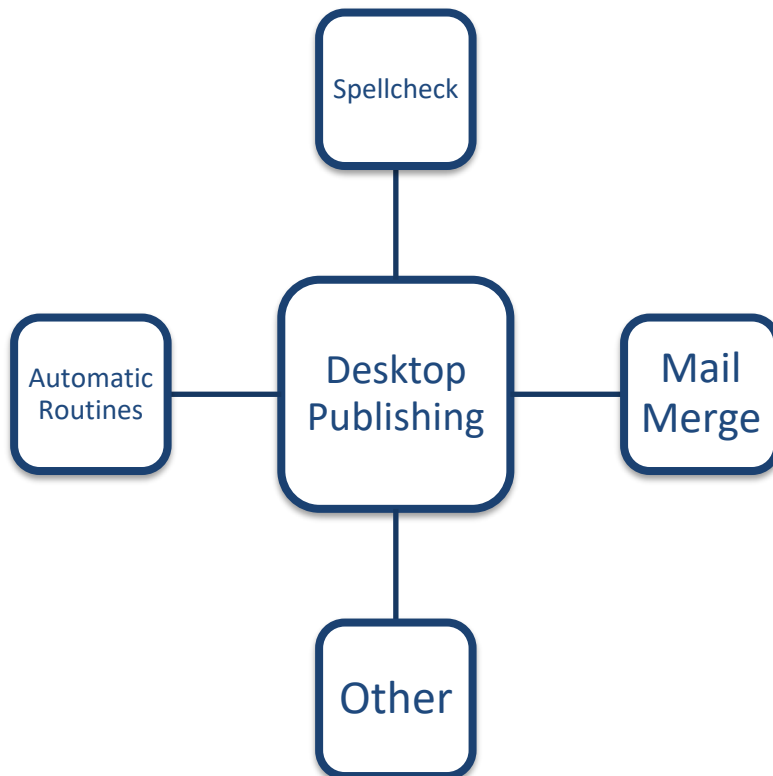 Spellcheck
Automatic
Routines
Desktop
Publishing
Mail
Merge
Other